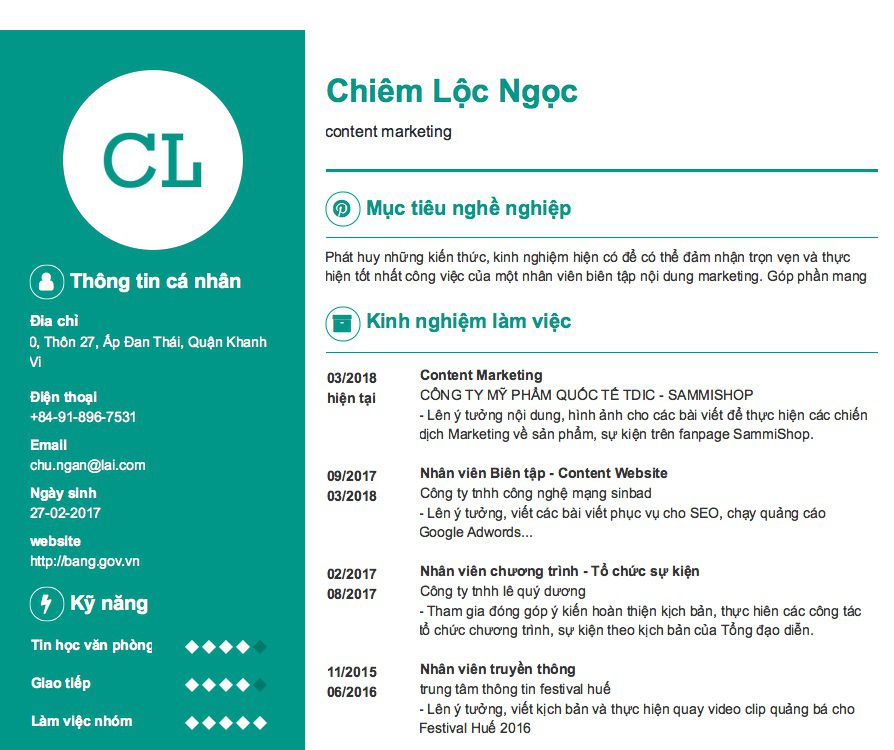 CL
Thông tin cá nhân
Địa chỉ
0, Thôn 27, Ấp Đan Thái, Quận Khanh
Vi
Điện thoại
+84-91-896-7531
Email
chu.ngan@lai.com
Ngày sinh
27-02-2017
website
http://bang.gov.vn
Kỹ năng
Tin học văn phòng
Giao tiếp
Làm việc nhóm
Chiêm Lộc Ngọc
content marketing
Mục tiêu nghề nghiệp
Phát huy những kiến thức, kinh nghiệm hiện có để có thể đảm nhận trọn vẹn và thực
hiện tốt nhất công việc của một nhân viên biên tập nội dung marketing. Góp phần mang
Kinh nghiệm làm việc
03/2018
hiện tại
Content Marketing
CÔNG TY MỸ PHẨM QUỐC TẾ TDIC - SAMMISHOP
- Lên ý tưởng nội dung, hình ảnh cho các bài viết để thực hiện các chiến
dịch Marketing về sản phẩm, sự kiện trên fanpage SammiShop.
09/2017
03/2018
Nhân viên Biên tập - Content Website
Công ty tnhh công nghệ mạng sinbad
- Lên ý tưởng, viết các bài viết phục vụ cho SEO, chạy quảng cáo
Google Adwords...
02/2017
08/2017
Nhân viên chương trình - Tổ chức sự kiện
Công ty tnhh lê quý dương
- Tham gia đóng góp ý kiến hoàn thiện kịch bản, thực hiên các công tác
tổ chức chương trình, sự kiện theo kịch bản của Tổng đạo diễn.
11/2015
06/2016
Nhân viên truyền thông
trung tâm thông tin festival huế
- Lên ý tưởng, viết kịch bản và thực hiện quay video clip quảng bá cho
Festival Huế 2016